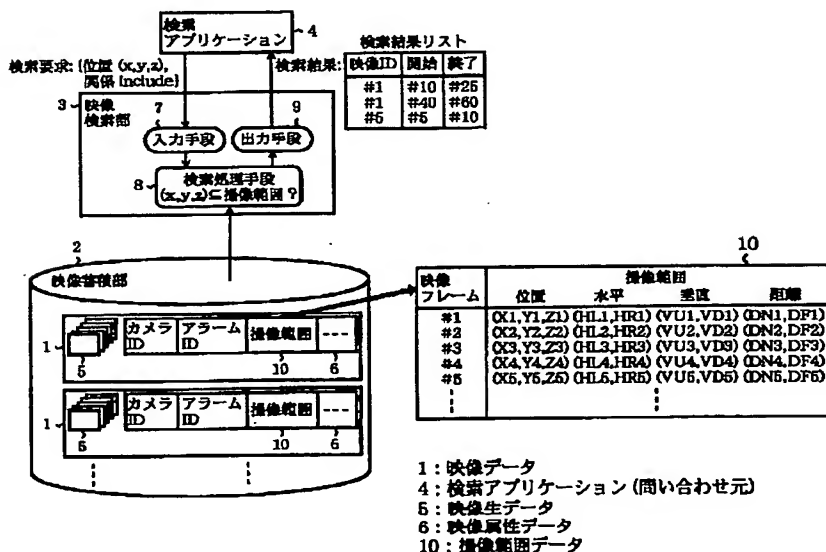 検索
アプリケーション
4
検索要求: {位置 (x,y,z),
関係 include}
検索結果:
検索結果リスト
映像ID 開始 終了
#1 #10 #25
#1 #40 #60
#5 #5 #10
3 映像
検索部
7
9
入力手段
出力手段
8
検索処理手段
(x,y,z)⊆撮像範囲?
2
映像蓄積部
1
カメラ
ID
アラーム
ID
撮像範囲
---
5
10
6
1
カメラ
ID
アラーム
ID
撮像範囲
---
5
10
6
10
映像
フレーム
撮像範囲
位置 水平 垂直 距離
#1 (X1,Y1,Z1) (HL1,HR1) (VU1,VD1) (DN1,DF1)
#2 (X2,Y2,Z2) (HL2,HR2) (VU2,VD2) (DN2,DF2)
#3 (X3,Y3,Z3) (HL3,HR3) (VU3,VD3) (DN3,DF3)
#4 (X4,Y4,Z4) (HL4,HR4) (VU4,VD4) (DN4,DF4)
#5 (X5,Y5,Z5) (HL5,HR5) (VU5,VD5) (DN5,DF5)
1:映像データ
4:検索アプリケーション(問い合わせ元)
5:映像生データ
6:映像属性データ
10:撮像範囲データ